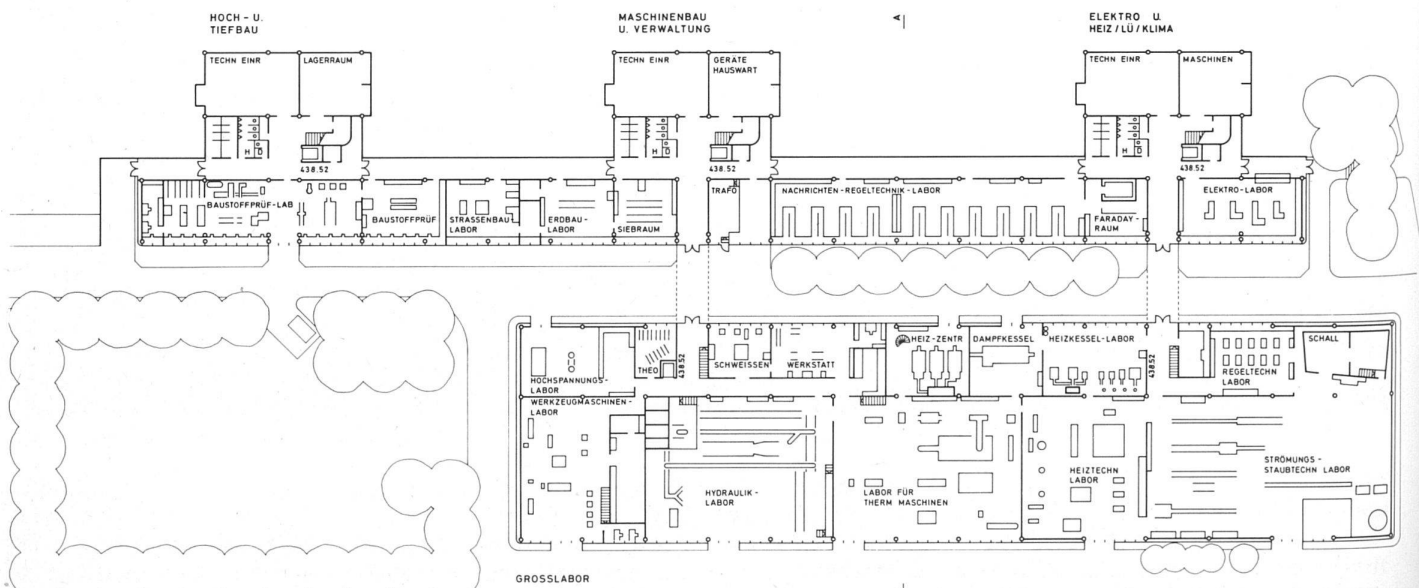 HOCH - U.
TIEFBAU
MASCHINENBAU
U. VERWALTUNG
A
ELEKTRO U.
HEIZ / LÜ / KLIMA
TECHN EINR
LAGERRAUM
TECHN EINR
GERÄTE
HAUSWART
TECHN EINR
MASCHINEN
H
438.52
H
438.52
H
438.52
BAUSTOFFPRÜF-LAB
BAUSTOFFPRÜF
STRASSENBAU-
LABOR
ERDBAU-
LABOR
SIEBRAUM
TRAFO
NACHRICHTEN-REGELTECHNIK-LABOR
FARADAY-
RAUM
ELEKTRO-LABOR
HOCHSPANNUNGS-
LABOR
THEO
438.52
SCHWEISSEN
WERKSTATT
HEIZ-ZENTR
DAMPFKESSEL
HEIZKESSEL-LABOR
438.52
REGELTECHN
LABOR
SCHALL
WERKZEUGMASCHINEN-
LABOR
HYDRAULIK-
LABOR
LABOR FÜR
THERM MASCHINEN
HEIZTECHN
LABOR
STRÖMUNGS-
STAUBTECHN LABOR
GROSSLABOR